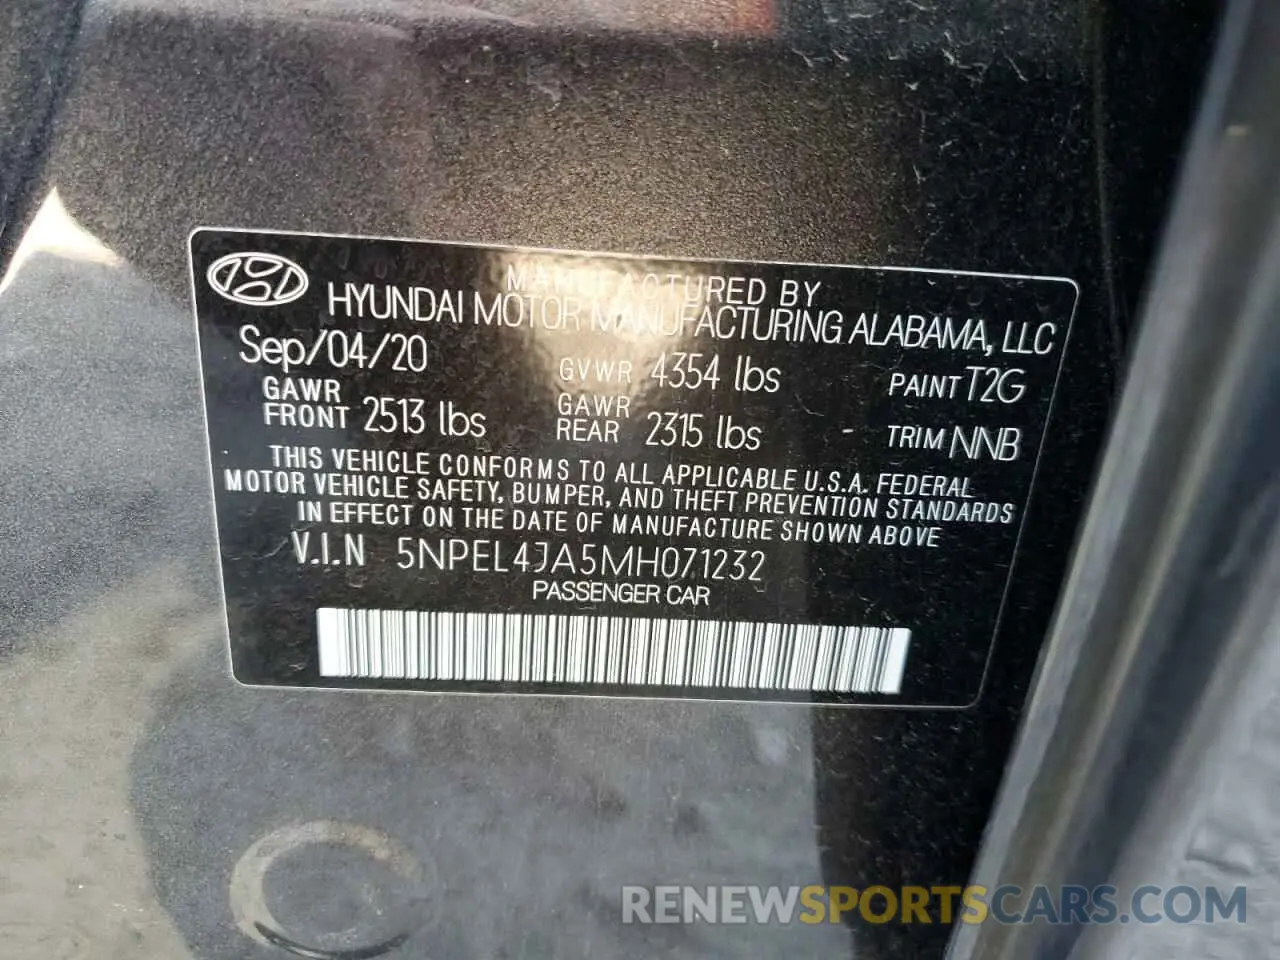 MANUFACTURED BY
HYUNDAI MOTOR MANUFACTURING ALABAMA, LLC
Sep/04/20 GVWR 4354 lbs PAINT T2G
GAWR FRONT 2513 lbs GAWR REAR 2315 lbs TRIM NNB
THIS VEHICLE CONFORMS TO ALL APPLICABLE U.S.A. FEDERAL
MOTOR VEHICLE SAFETY, BUMPER, AND THEFT PREVENTION STANDARDS
IN EFFECT ON THE DATE OF MANUFACTURE SHOWN ABOVE
V.I.N 5NPEL4JA5MH071232
PASSENGER CAR
RENEWSPORTSCARS.COM